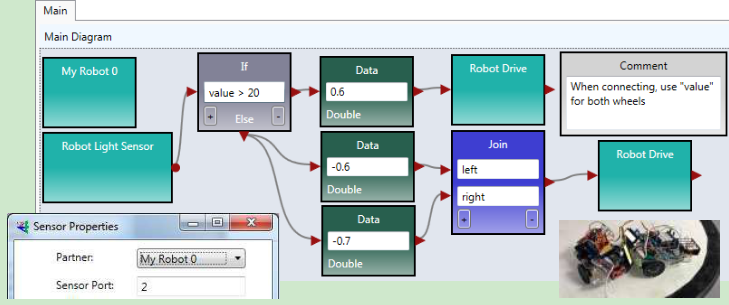 Main
Main Diagram
My Robot 0
If
value > 20
+
-
Else
Data
0.6
Double
Robot Drive
Comment
When connecting, use "value"
for both wheels
Robot Light Sensor
Data
-0.6
Double
Join
left
right
+
-
Robot Drive
Data
-0.7
Double
Sensor Properties
Partner:
My Robot 0
Sensor Port:
2